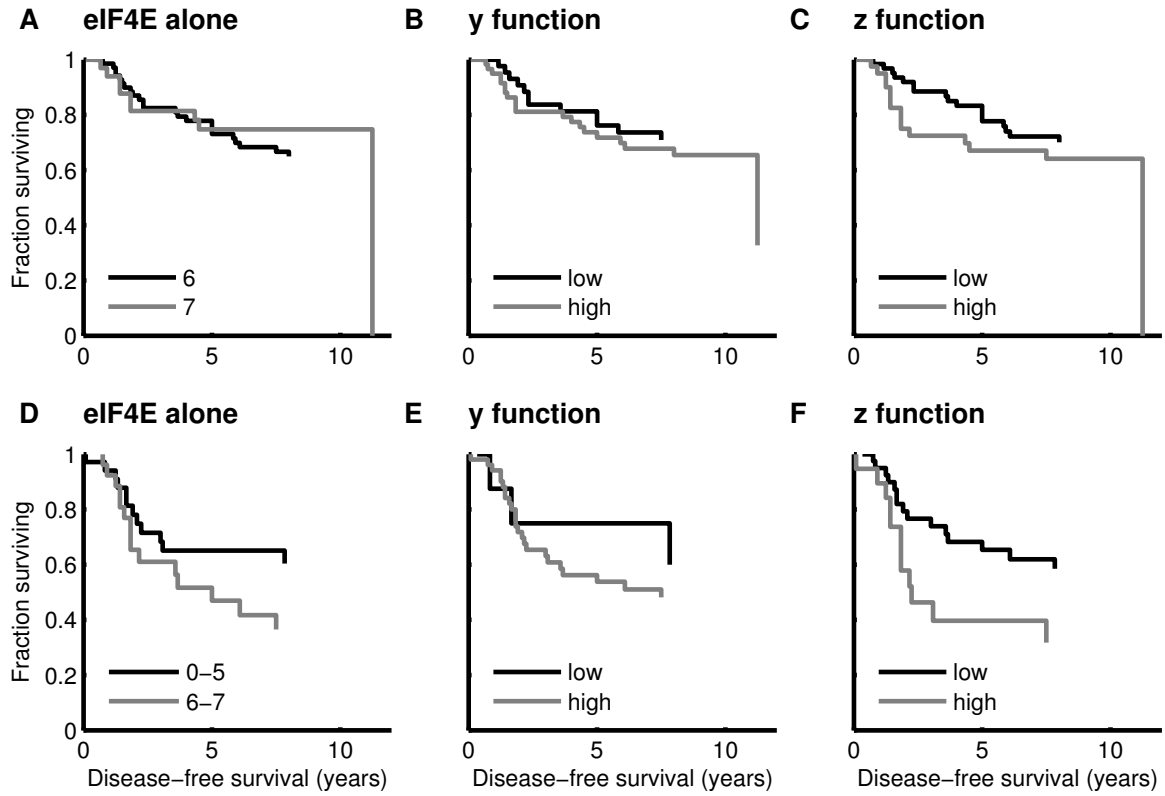 A eIF4E alone B y function C z function
Fraction surviving
1
0.8
0.6
0.4
0.2
0
6
7
low
high
low
high
0 5 10 0 5 10 0 5 10
D eIF4E alone E y function F z function
Fraction surviving
1
0.8
0.6
0.4
0.2
0
0–5
6–7
low
high
low
high
0 5 10 0 5 10 0 5 10
Disease–free survival (years) Disease–free survival (years) Disease–free survival (years)